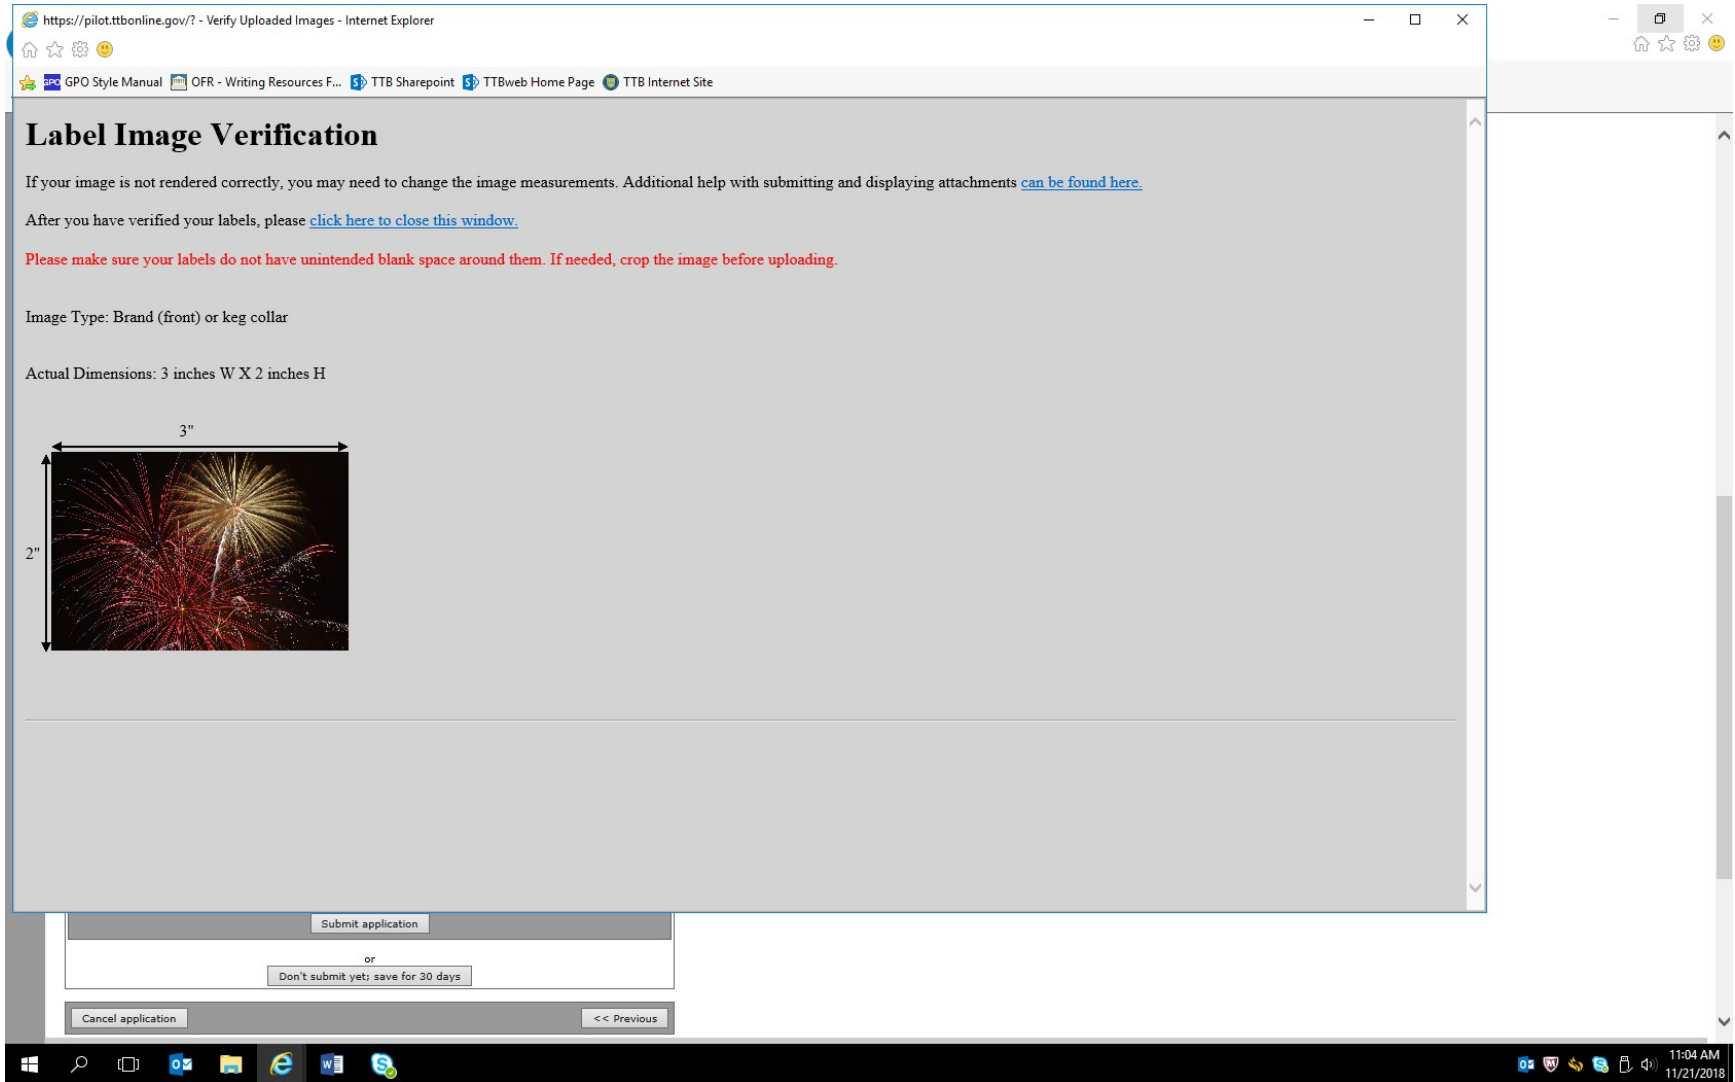 https://pilot.ttbonline.gov/? - Verify Uploaded Images - Internet Explorer
GPO GPO Style Manual OFR - Writing Resources F... TTB Sharepoint TTBweb Home Page TTB Internet Site
Label Image Verification
If your image is not rendered correctly, you may need to change the image measurements. Additional help with submitting and displaying attachments can be found here.
After you have verified your labels, please click here to close this window.
Please make sure your labels do not have unintended blank space around them. If needed, crop the image before uploading.
Image Type: Brand (front) or keg collar
Actual Dimensions: 3 inches W X 2 inches H
3"
2"
Submit application
or
Don't submit yet; save for 30 days
Cancel application
<< Previous
11:04 AM
11/21/2018